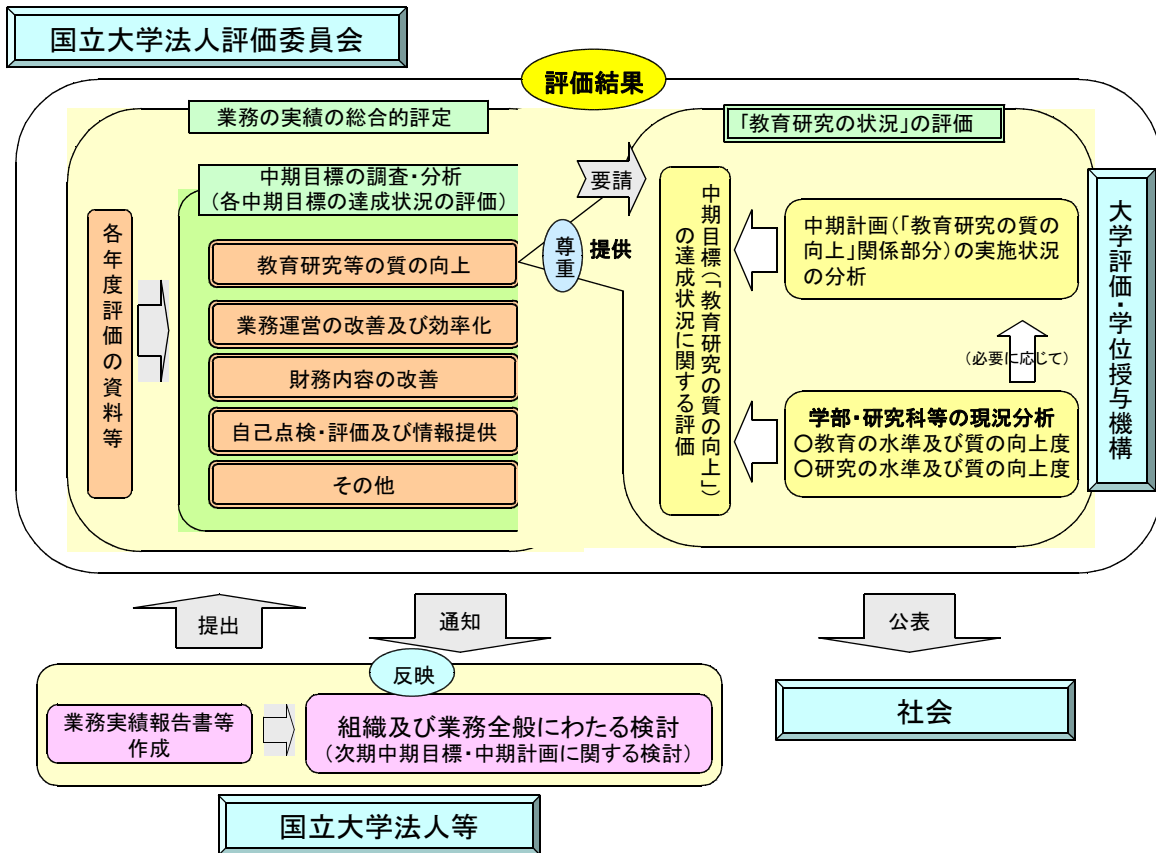 国立大学法人評価委員会
評価結果
業務の実績の総合的評定
「教育研究の状況」の評価
中期目標の調査・分析
(各中期目標の達成状況の評価)
各年度評価の資料等
教育研究等の質の向上
業務運営の改善及び効率化
財務内容の改善
自己点検・評価及び情報提供
その他
要請
尊重
提供
中期目標(「教育研究の質の向上」)
の達成状況に関する評価
中期計画(「教育研究の質の
向上」関係部分)の実施状況
の分析
(必要に応じて)
学部・研究科等の現況分析
○教育の水準及び質の向上度
○研究の水準及び質の向上度
大学評価・学位授与機構
提出
通知
公表
反映
業務実績報告書等
作成
組織及び業務全般にわたる検討
(次期中期目標・中期計画に関する検討)
社会
国立大学法人等